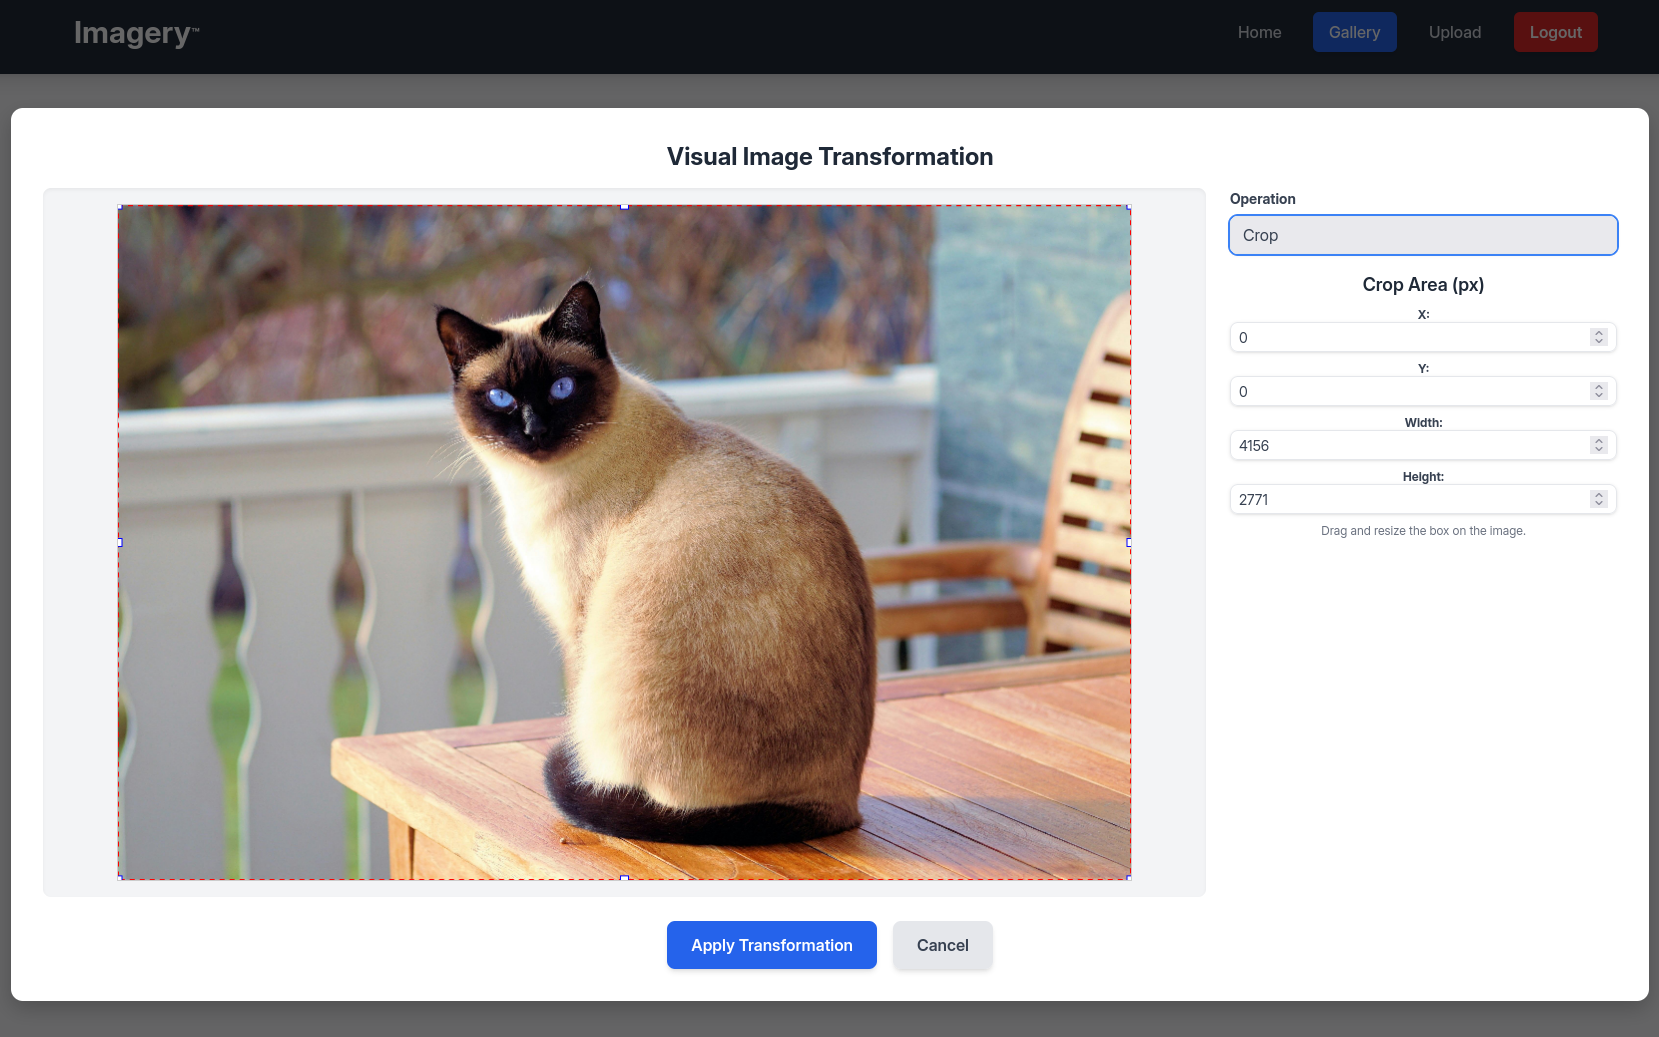 Imagery™
Home
Gallery
Upload
Logout
Visual Image Transformation
Operation
Crop
Crop Area (px)
X:
0
Y:
0
Width:
4156
Height:
2771
Drag and resize the box on the image.
Apply Transformation
Cancel